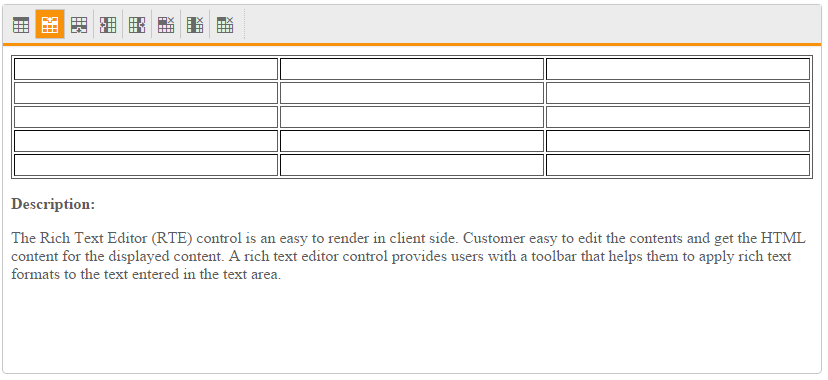 Description:
The Rich Text Editor (RTE) control is an easy to render in client side. Customer easy to edit the contents and get the HTML
content for the displayed content. A rich text editor control provides users with a toolbar that helps them to apply rich text
formats to the text entered in the text area.